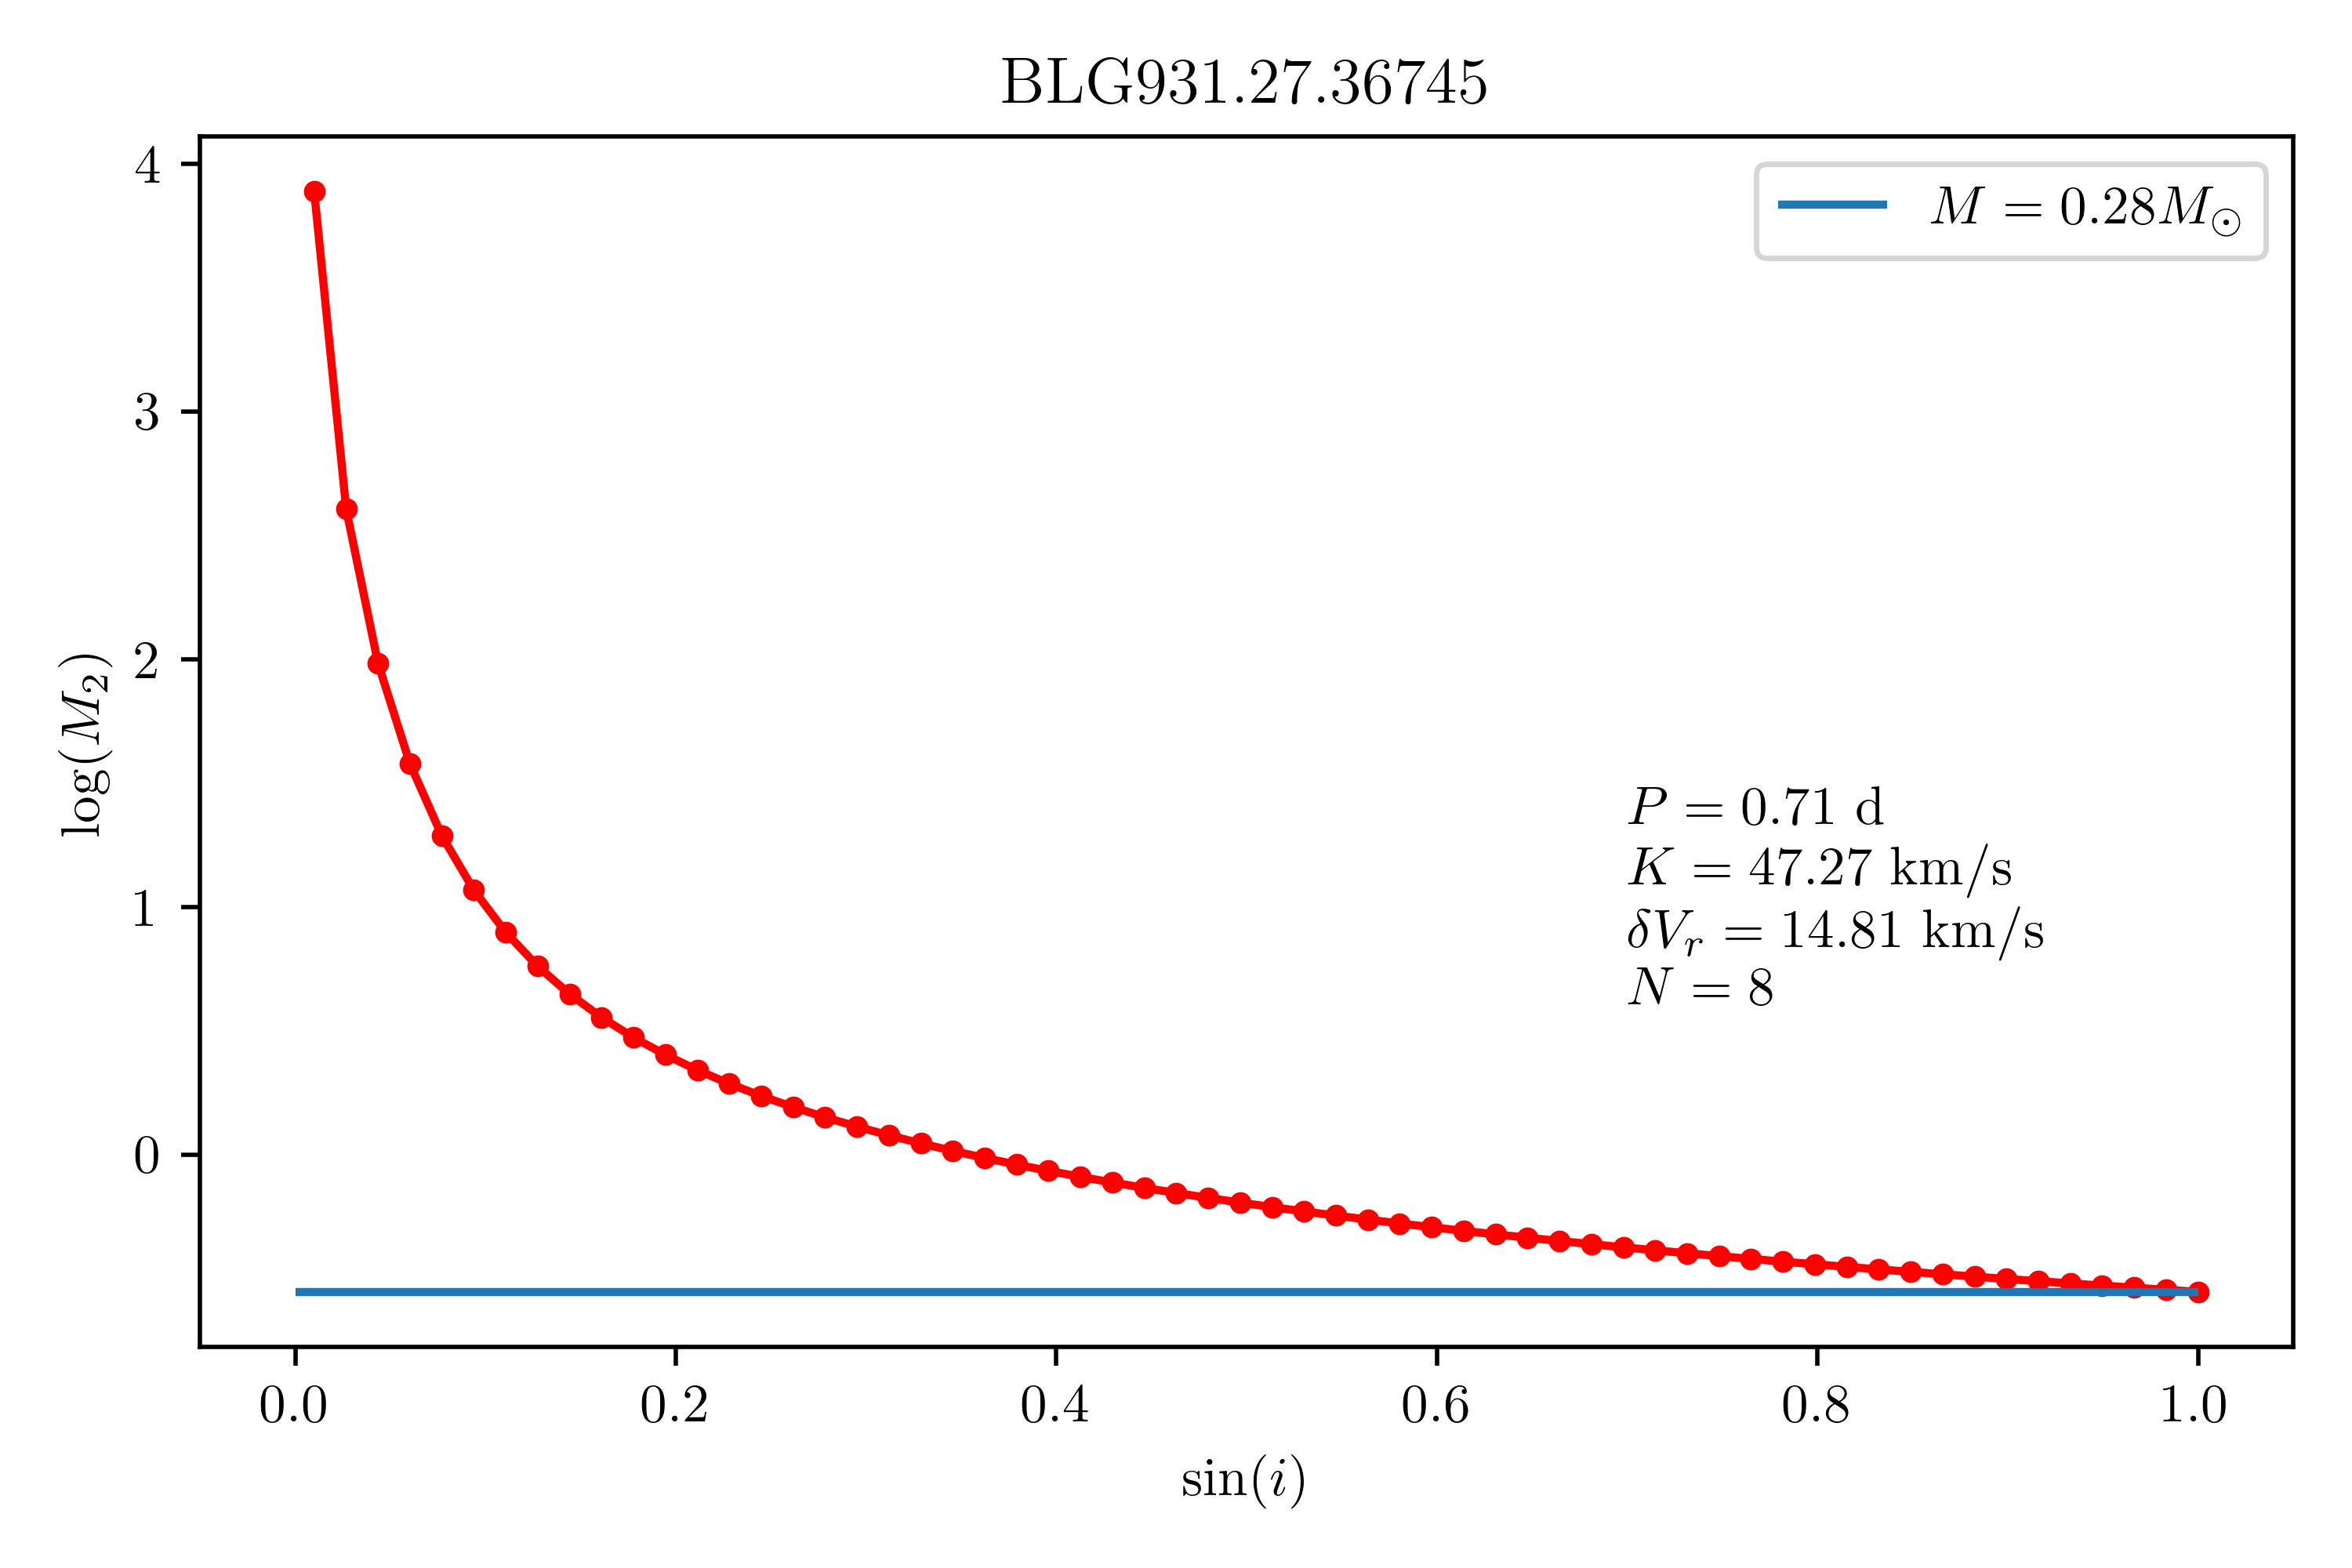 BLG931.27.36745
M = 0.28M⊙
4
3
2
1
0
log(M₂)
P = 0.71 d
K = 47.27 km/s
δVᵣ = 14.81 km/s
N = 8
0.0 0.2 0.4 0.6 0.8 1.0
sin(i)